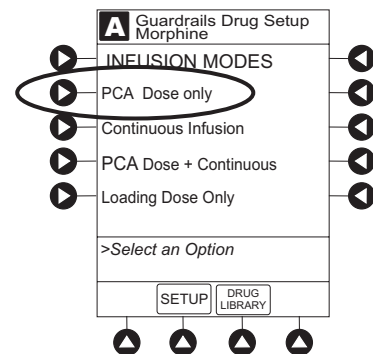 A Guardrails Drug Setup
Morphine
INFUSION MODES
PCA Dose only
Continuous Infusion
PCA Dose + Continuous
Loading Dose Only
>Select an Option
SETUP DRUG
LIBRARY